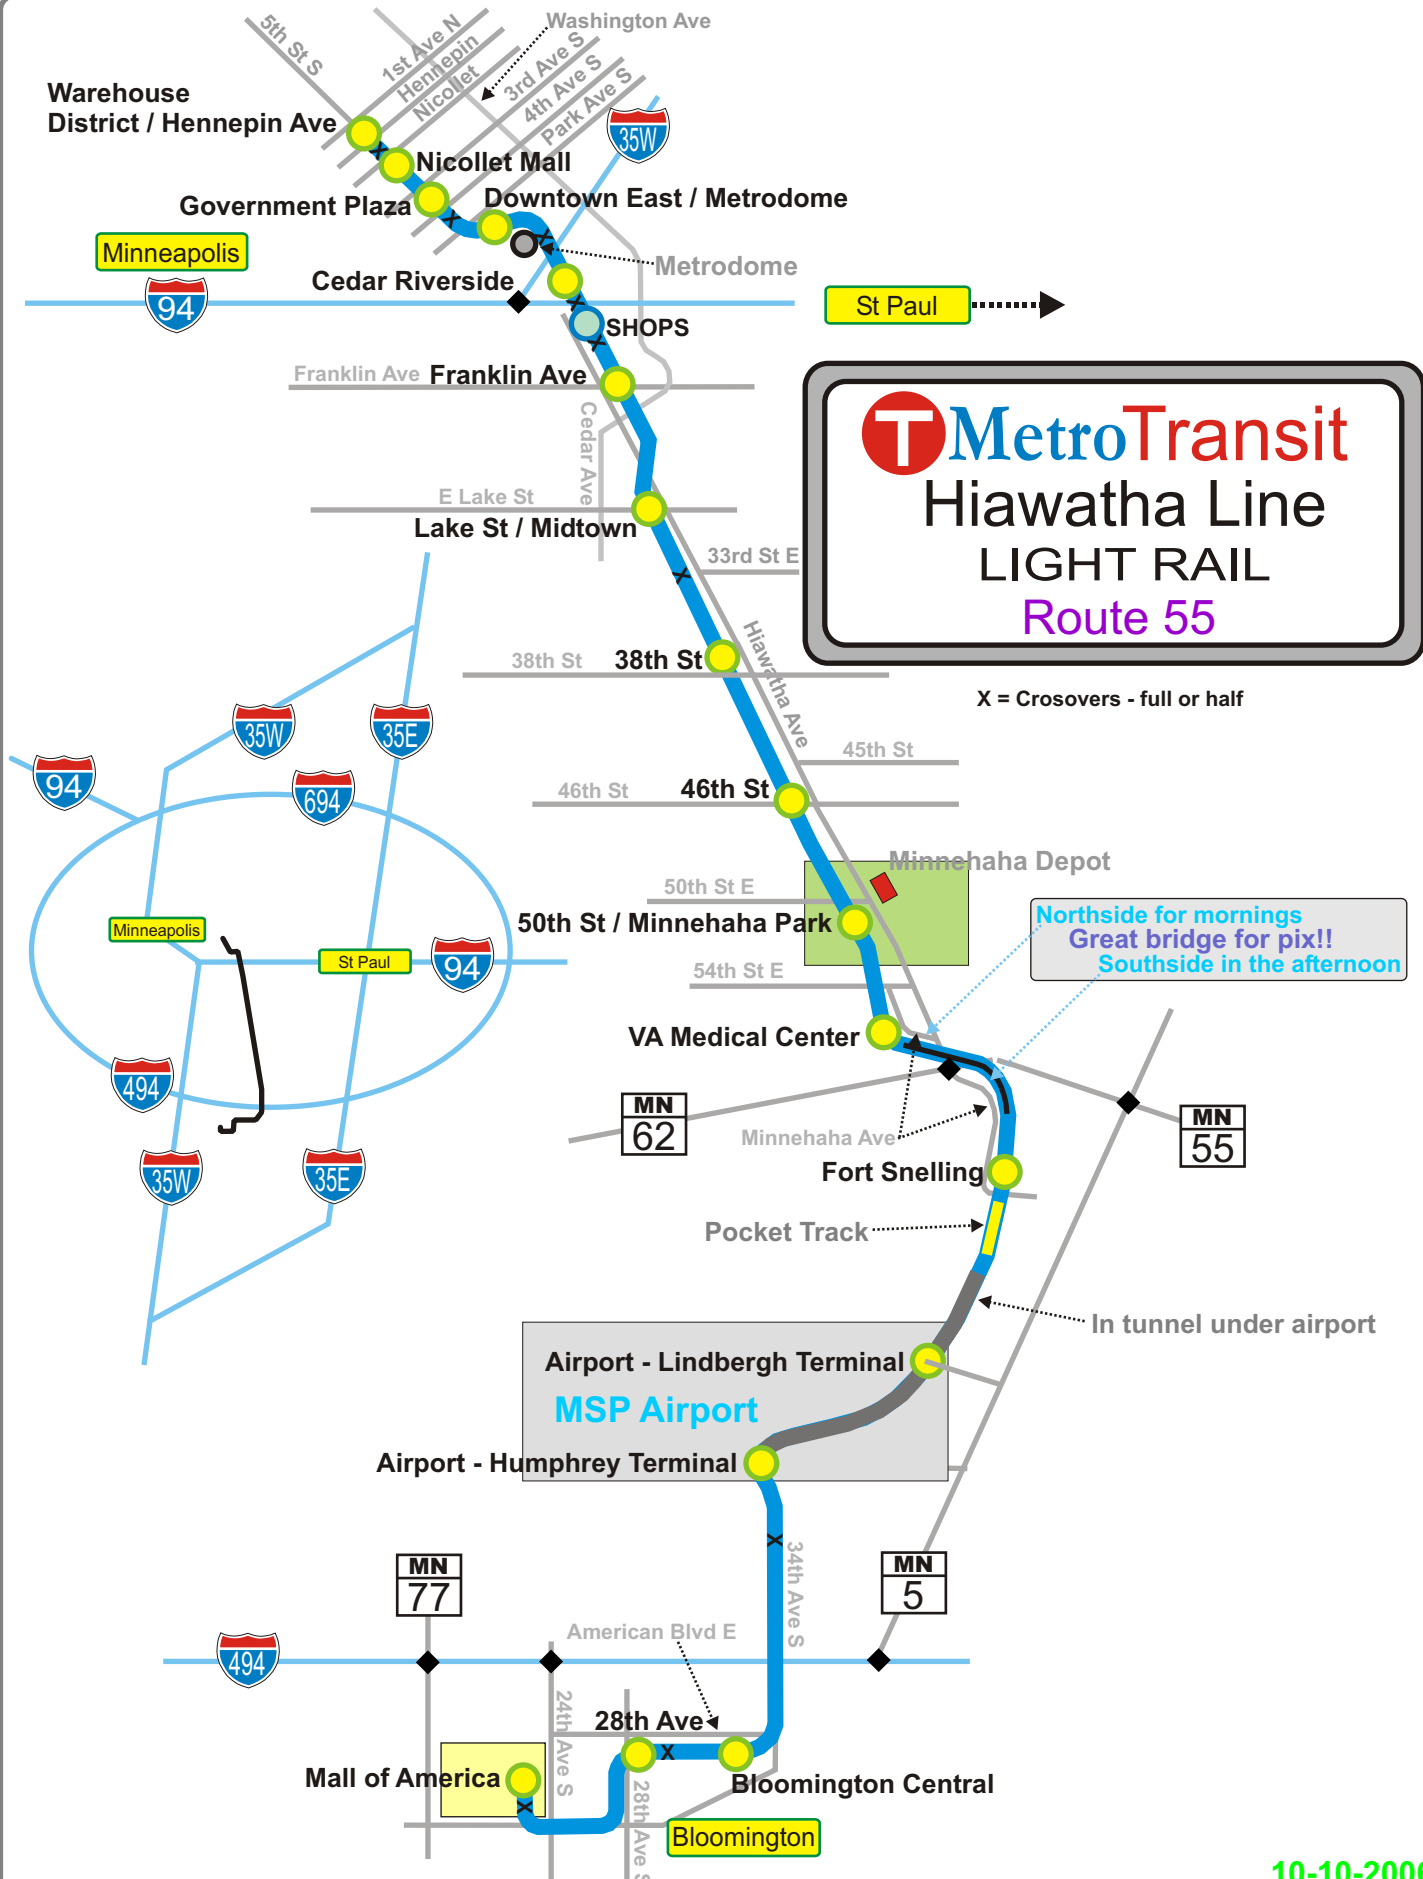 Washington Ave
5th St S
1st Ave N
Hennepin
Nicollet
3rd Ave S
4th Ave S
Park Ave S
Warehouse
District / Hennepin Ave
35W
Nicollet Mall
Government Plaza
Downtown East / Metrodome
Minneapolis
94
Metrodome
Cedar Riverside
St Paul
SHOPS
Franklin Ave
Franklin Ave
Cedar Ave
T MetroTransit
Hiawatha Line
LIGHT RAIL
Route 55
X = Crosovers - full or half
E Lake St
Lake St / Midtown
33rd St E
Hiawatha Ave
38th St
38th St
45th St
46th St
46th St
35W
35E
94
694
Minneapolis
St Paul
94
494
35W
35E
Minnehaha Depot
50th St E
50th St / Minnehaha Park
54th St E
Northside for mornings
Great bridge for pix!!
Southside in the afternoon
VA Medical Center
MN
62
Minnehaha Ave
MN
55
Fort Snelling
Pocket Track
In tunnel under airport
Airport - Lindbergh Terminal
MSP Airport
Airport - Humphrey Terminal
34th Ave S
MN
77
MN
5
American Blvd E
494
24th Ave S
28th Ave
Mall of America
Bloomington Central
28th Ave S
Bloomington
10-10-2006
X
X
X
X
X
X
X
X
X